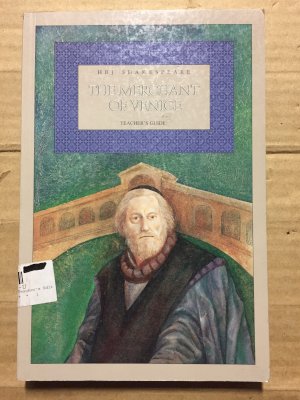 HBJ SHAKESPEARE
THE MERCHANT
OF VENICE
TEACHER'S GUIDE